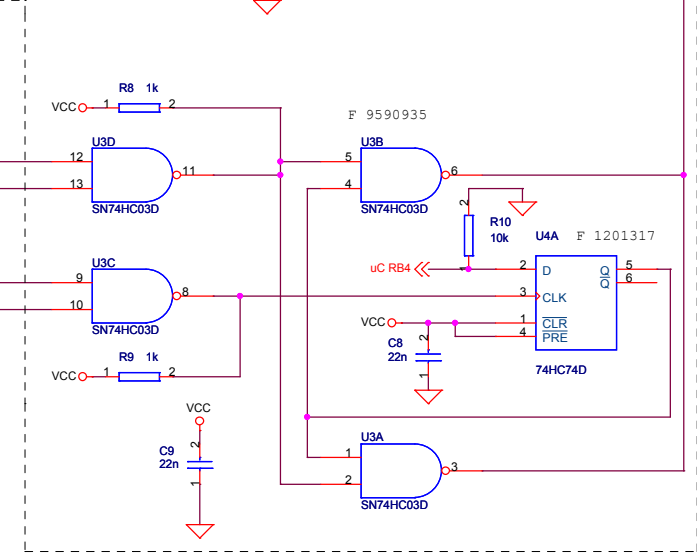 R8 1k
VCC 1 2
F 9590935
U3D
U3B
12
11
5
6
13
4
SN74HC03D
SN74HC03D
2
R10
10k
U4A F 1201317
U3C
uC RB4
1
2 D Q 5
9
Q 6
8
3 CLK
10
VCC
1 CLR
SN74HC03D
2
4 PRE
C8
22n
R9 1k
74HC74D
VCC 1 2
1
VCC
U3A
C9
22n
2
1
3
1
2
SN74HC03D